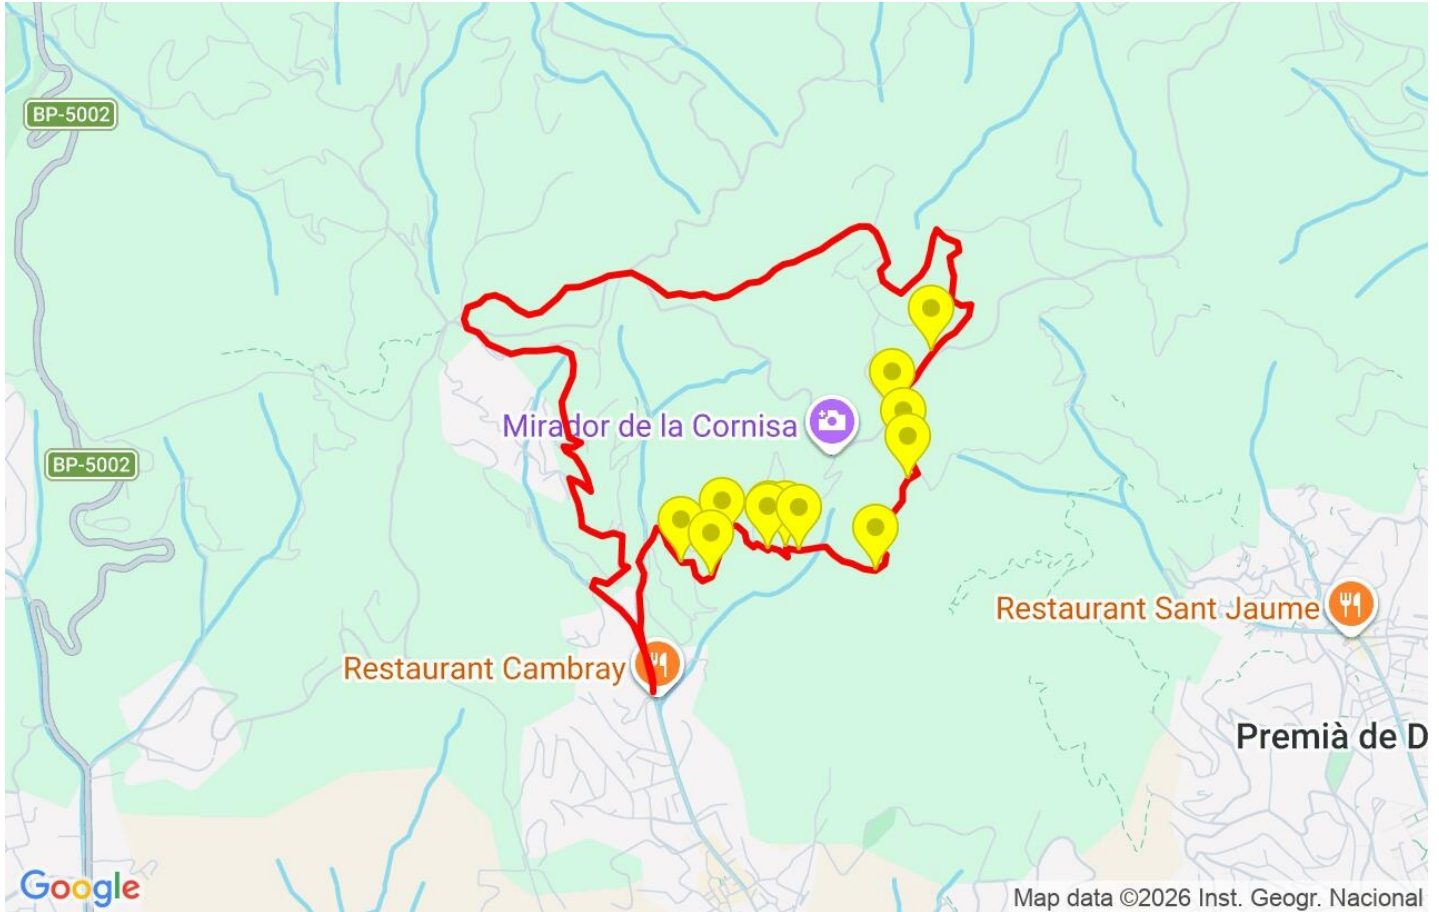 BP-5002
Mirador de la Cornisa
BP-5002
Restaurant Sant Jaume
Restaurant Cambray
Premià de D
Google
Map data ©2026 Inst. Geogr. Nacional